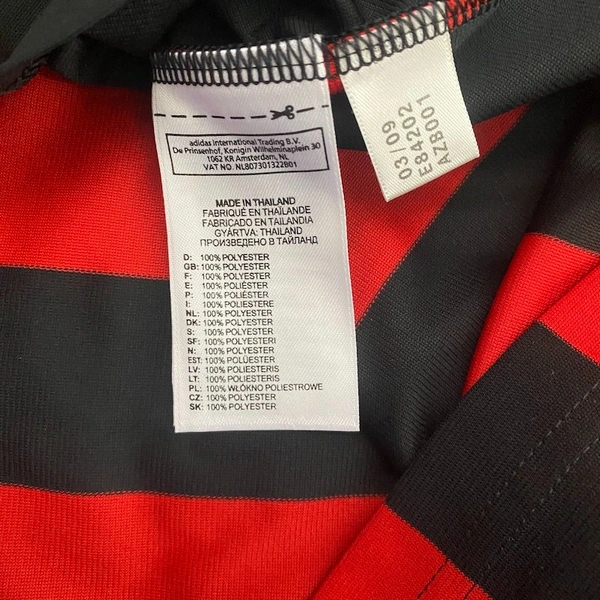 adidas International Trading B.V.
De Prinsenhof, Konigin Wilhelminaplein 30
1062 KR Amsterdam, NL
VAT NO. NL807301322B01
MADE IN THAILAND
FABRIQUÉ EN THAÏLANDE
FABRICADO EN TAILANDIA
GYÁRTVA: THAILAND
ПРОИЗВЕДЕНО В ТАЙЛАНД
D: 100% POLYESTER
GB: 100% POLYESTER
F: 100% POLYESTER
E: 100% POLIÉSTER
P: 100% POLIÉSTER
I: 100% POLIESTERE
NL: 100% POLYESTER
DK: 100% POLYESTER
S: 100% POLYESTER
SF: 100% POLYESTERI
N: 100% POLYESTER
EST: 100% POLÜESTER
LV: 100% POLIESTERIS
LT: 100% POLIESTERIS
PL: 100% WŁÓKNO POLIESTROWE
CZ: 100% POLYESTER
SK: 100% POLYESTER
03/09
E84202
AZB001